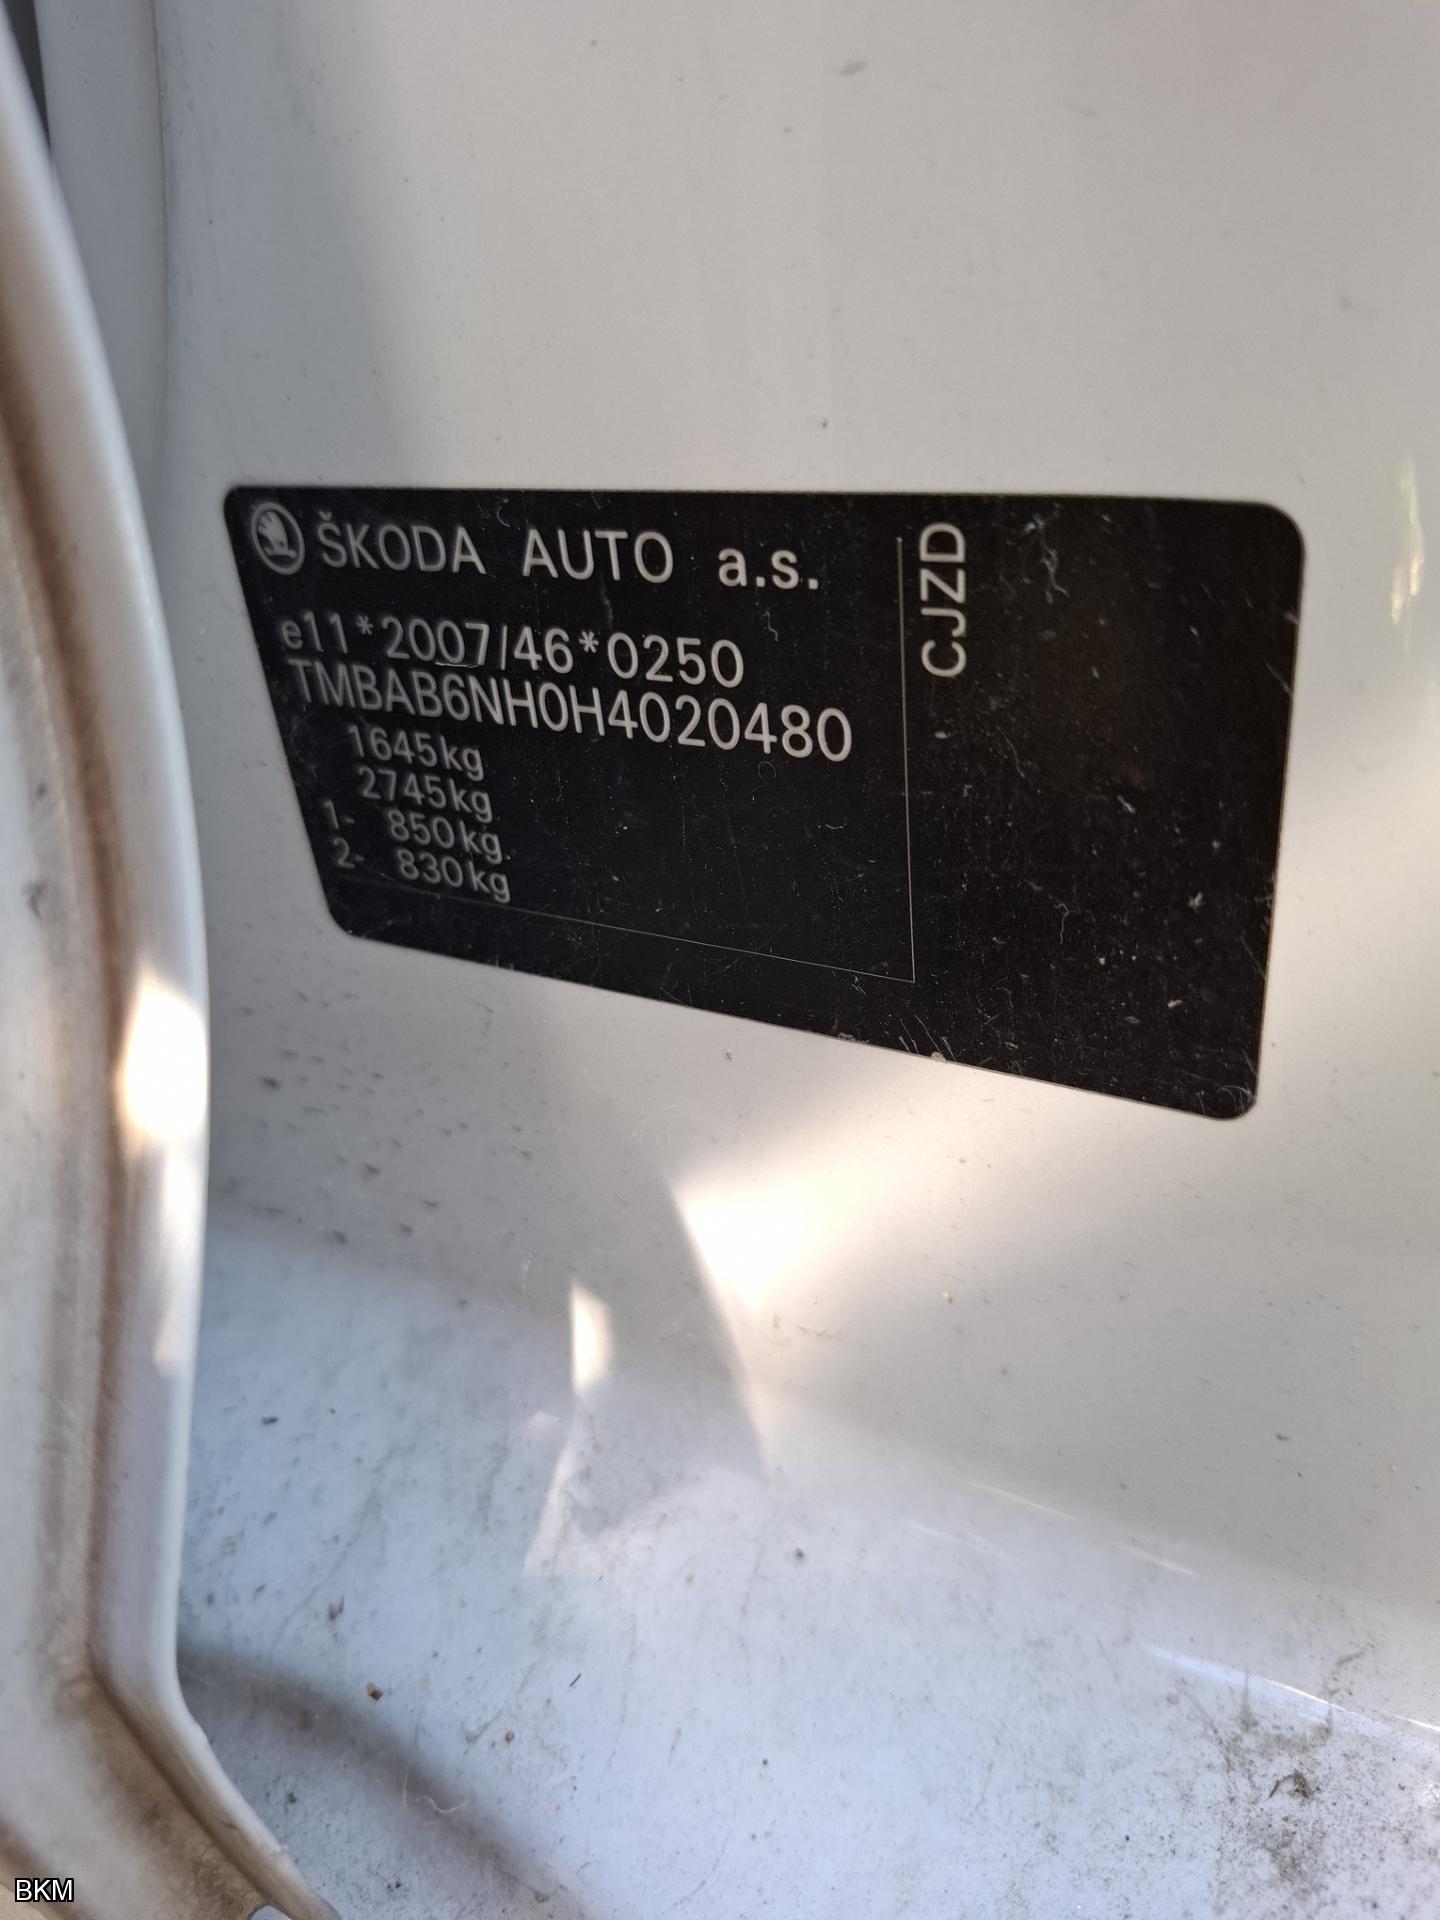 ŠKODA AUTO a.s.
e11*2007/46*0250
TMBAB6NH0H4020480
1645kg
2745kg
1- 850kg
2- 830kg
CJZD
BKM